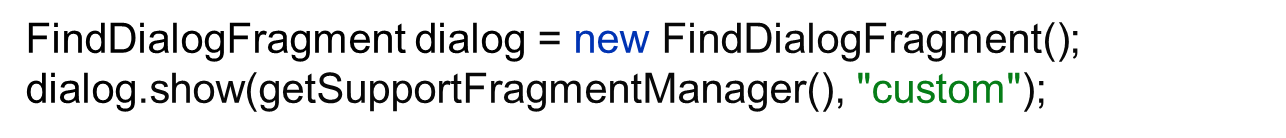 FindDialogFragment dialog = new FindDialogFragment();
dialog.show(getSupportFragmentManager(), "custom");